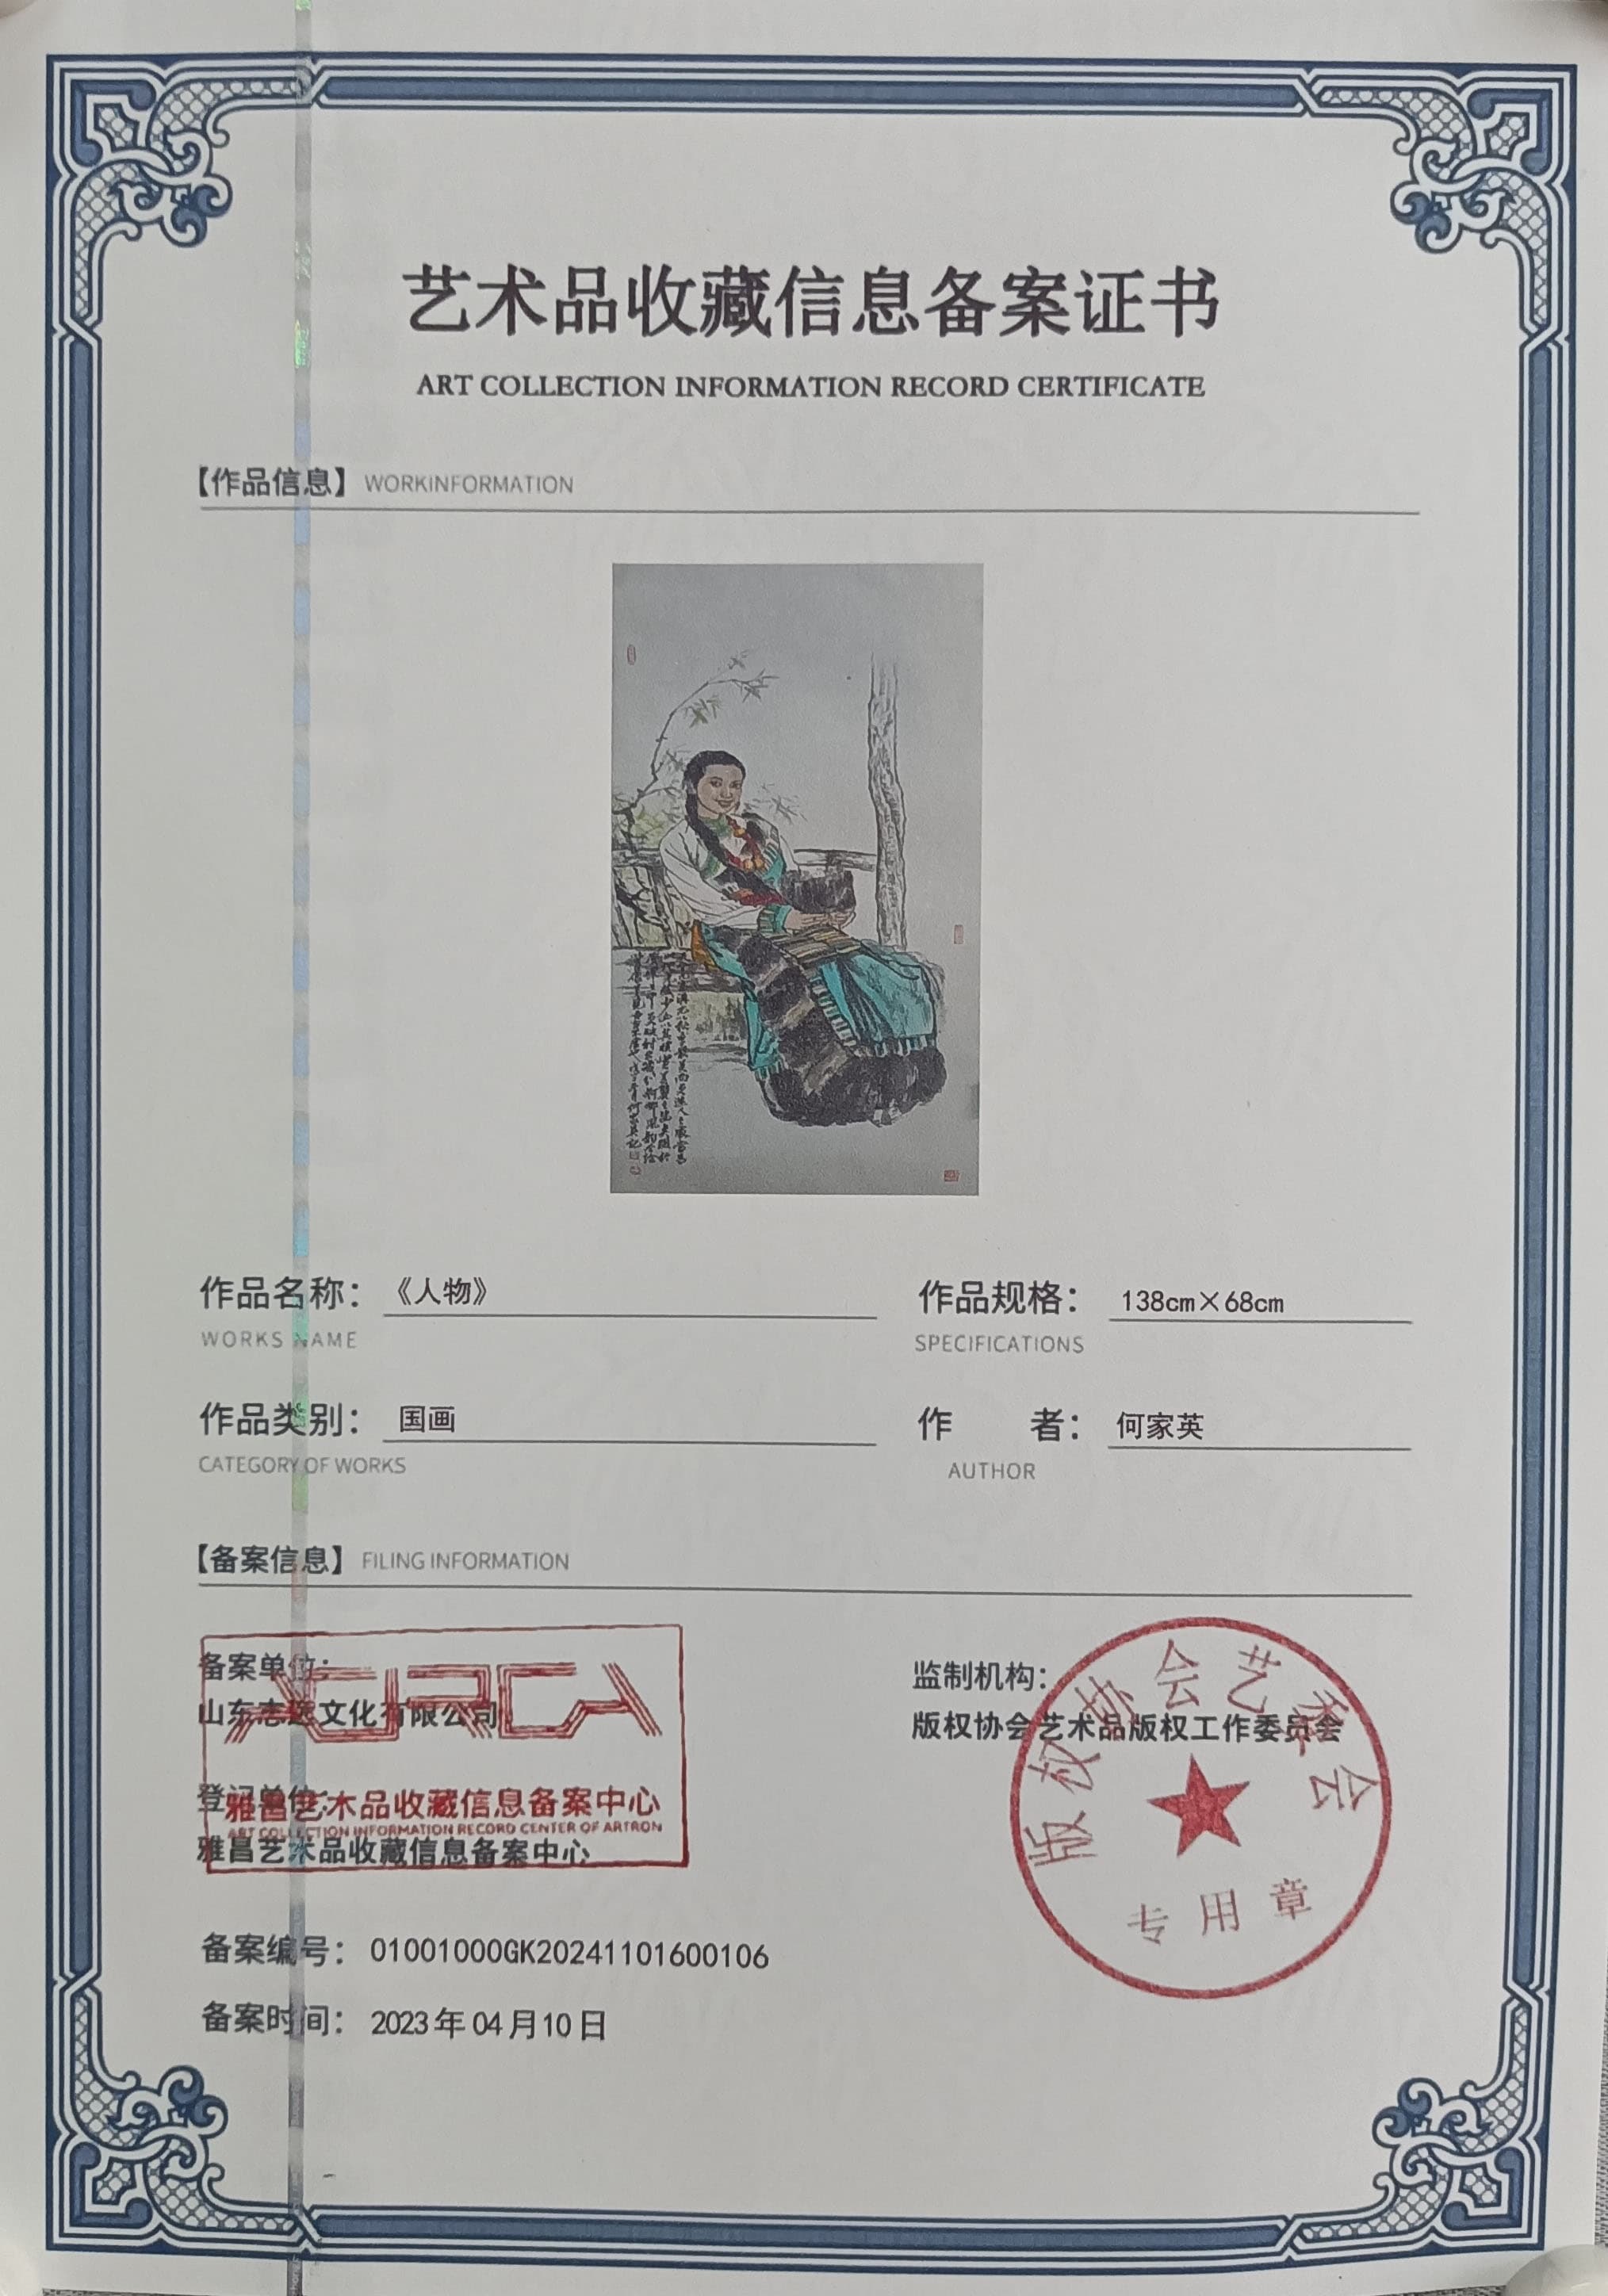 艺术品收藏信息备案证书
ART COLLECTION INFORMATION RECORD CERTIFICATE
【作品信息】 WORKINFORMATION
作品名称： 《人物》
WORKS NAME
作品规格： 138cm×68cm
SPECIFICATIONS
作品类别： 国画
CATEGORY OF WORKS
作 者： 何家英
AUTHOR
【备案信息】 FILING INFORMATION
备案单位：
山东志远文化有限公司
登记单位：
雅昌艺术品收藏信息备案中心
ART COLLECTION INFORMATION RECORD CENTER OF ARTRON
雅昌艺术品收藏信息备案中心
监制机构：
版权协会艺术品版权工作委员会
版权协会艺委会
专用章
备案编号： 01001000GK20241101600106
备案时间： 2023年04月10日